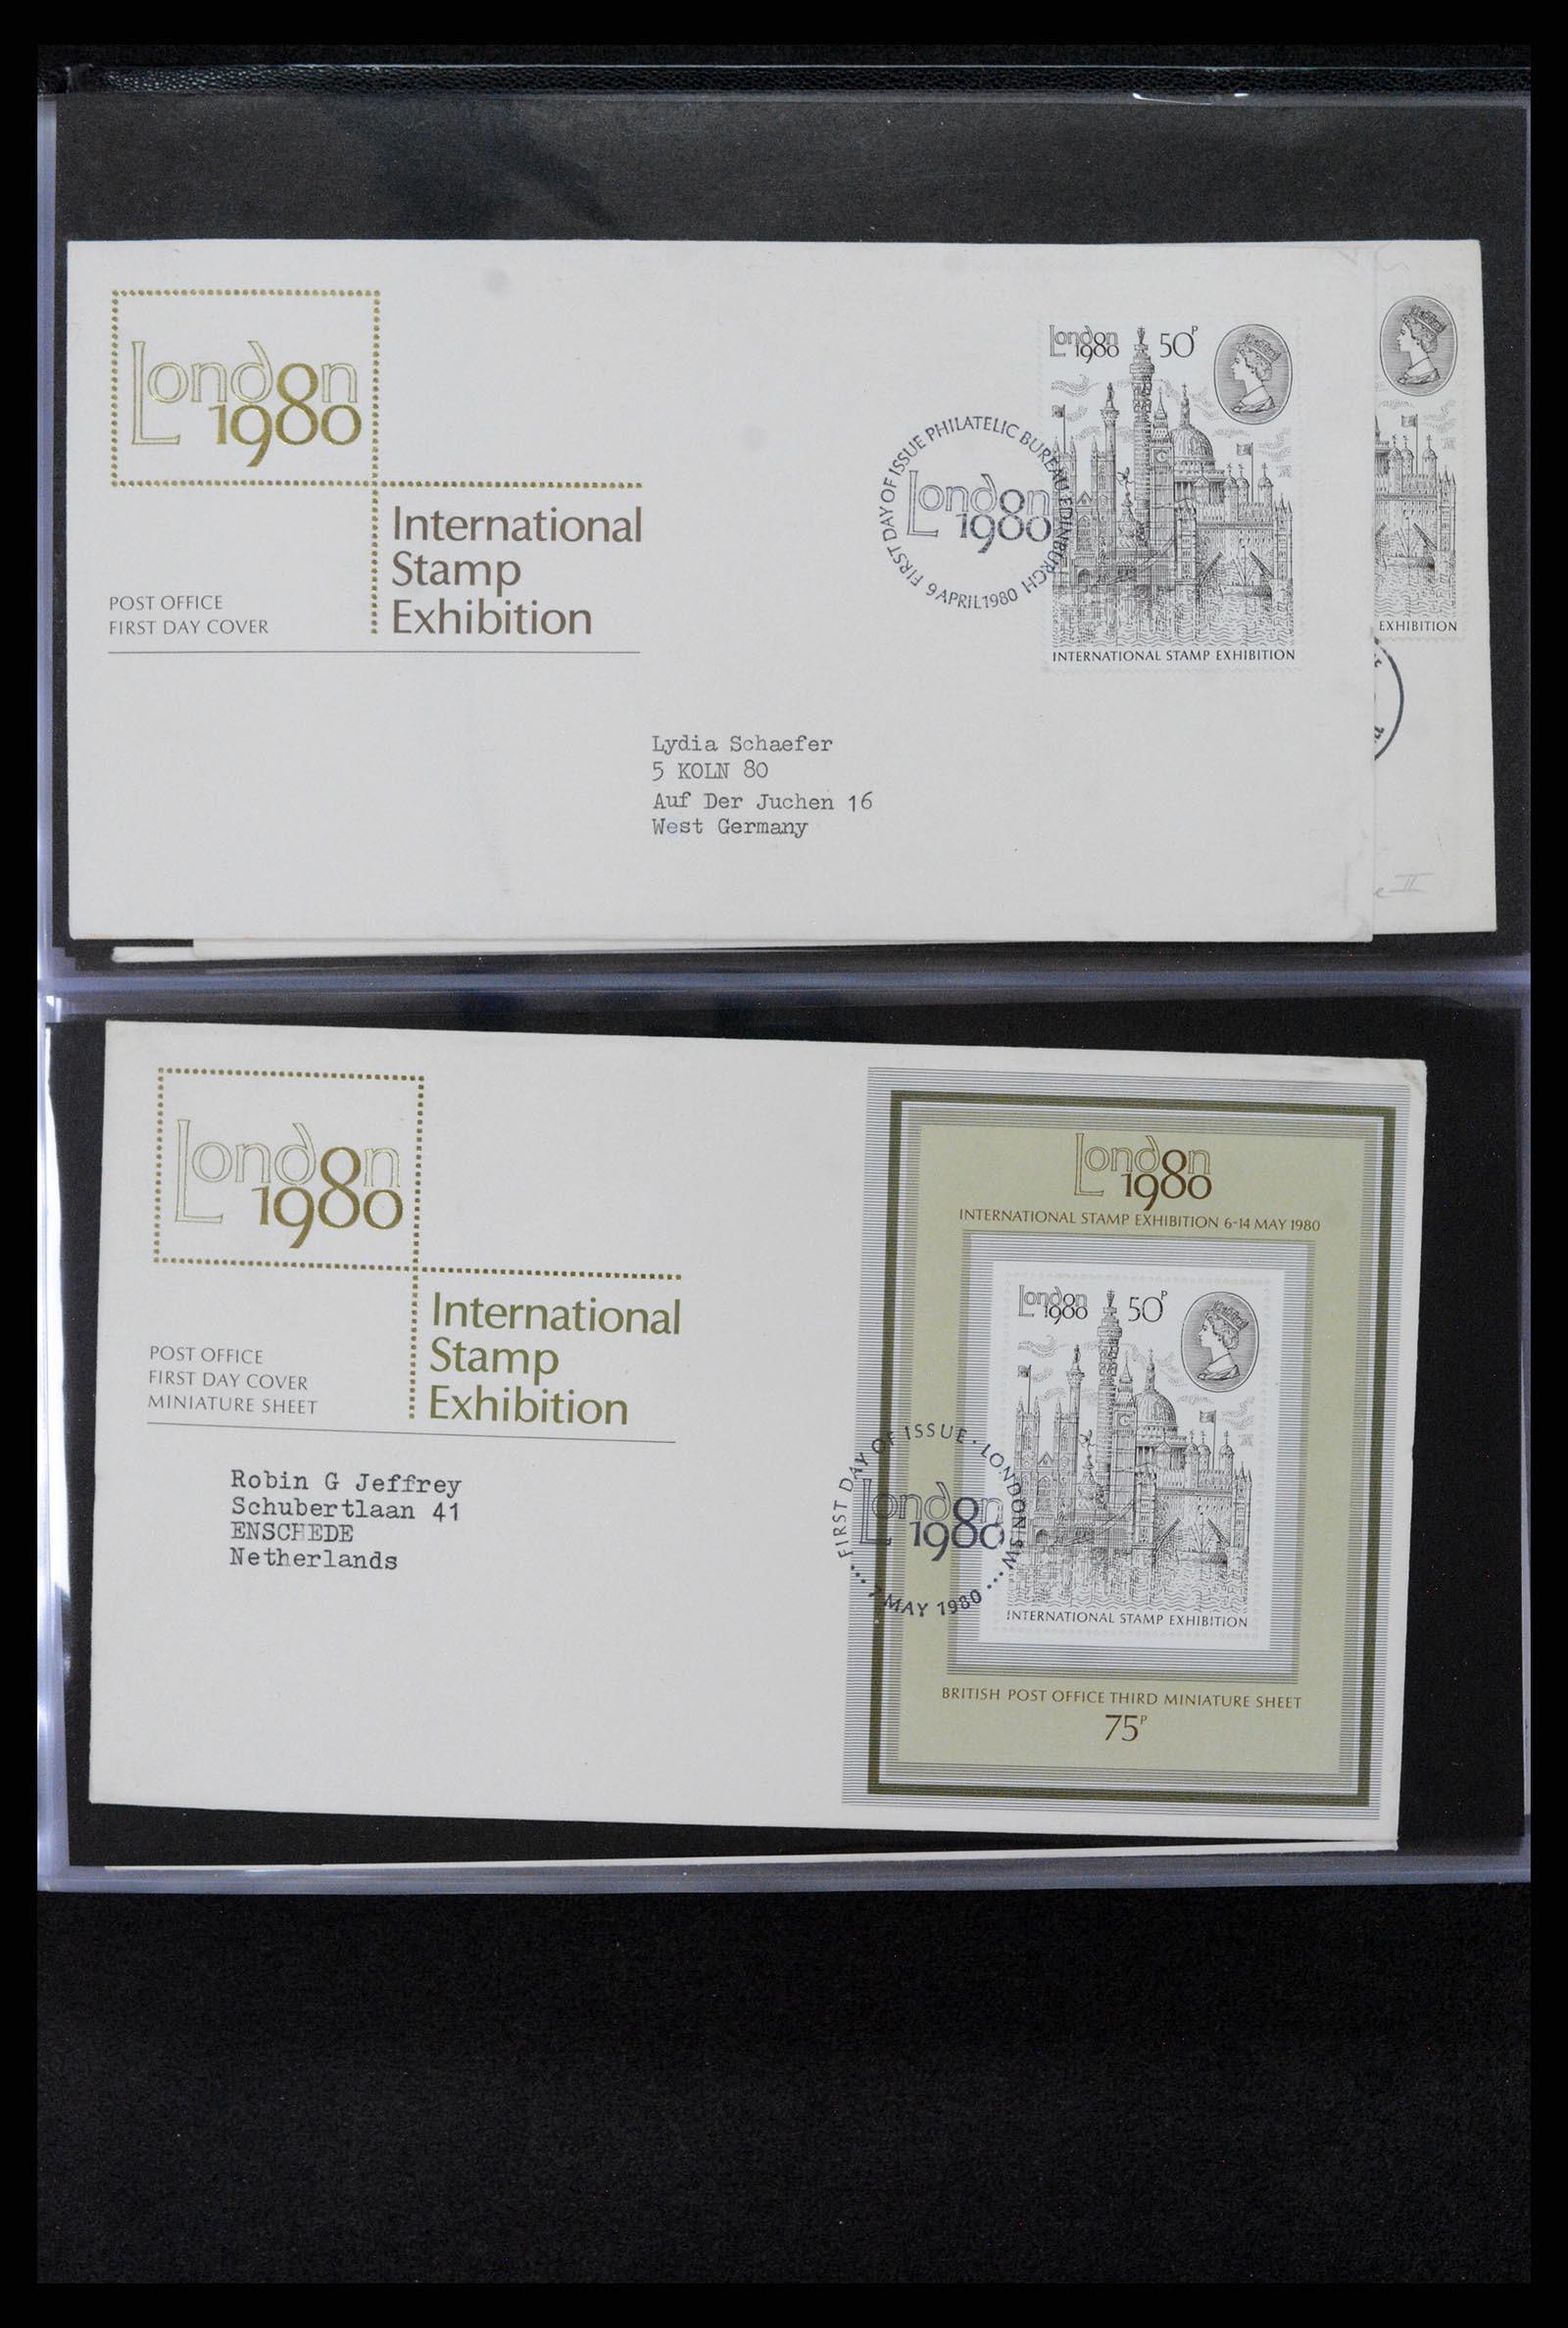 London
1980
International
Stamp
Exhibition
POST OFFICE
FIRST DAY COVER
FIRST DAY OF ISSUE PHILATELIC BUREAU EDINBURGH
London
1980
9 APRIL 1980
London
1980
50P
INTERNATIONAL STAMP EXHIBITION
EXHIBITION
Lydia Schaefer
5 KOLN 80
Auf Der Juchen 16
West Germany
II
London
1980
International
Stamp
Exhibition
POST OFFICE
FIRST DAY COVER
MINIATURE SHEET
Robin G Jeffrey
Schubertlaan 41
ENSCHEDE
Netherlands
London
1980
INTERNATIONAL STAMP EXHIBITION 6-14 MAY 1980
London
1980
50P
INTERNATIONAL STAMP EXHIBITION
FIRST DAY OF ISSUE · LONDON SW
London
1980
7 MAY 1980
BRITISH POST OFFICE THIRD MINIATURE SHEET
75P